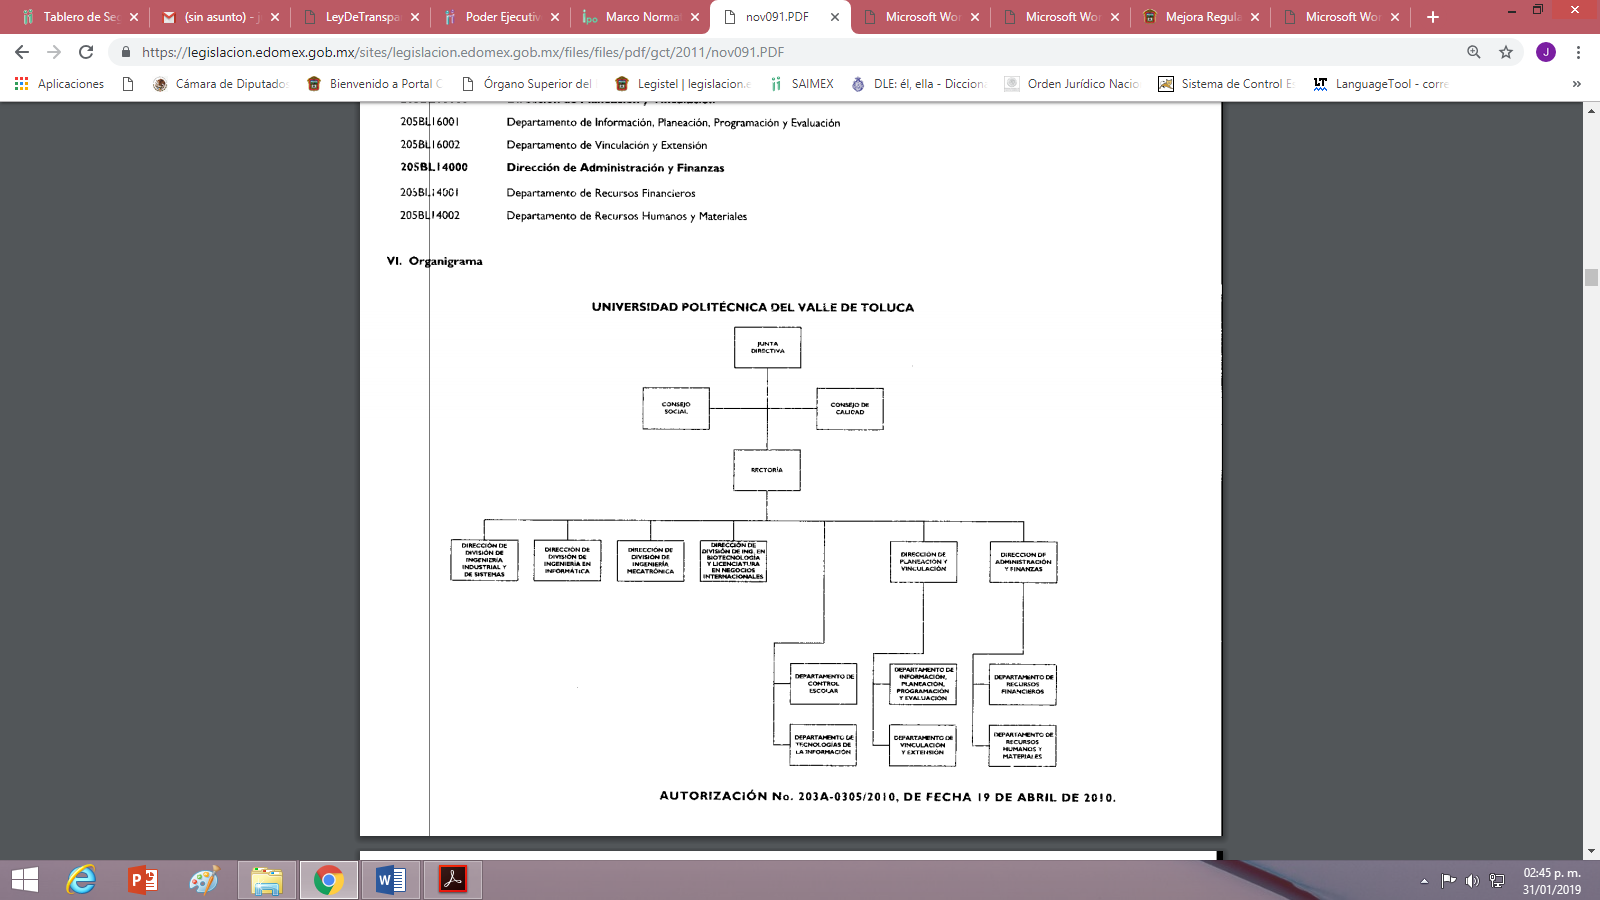 Tablero de Seg
(sin asunto) - j
LeyDeTranspa
Poder Ejecutiv
Marco Normat
nov091.PDF
Microsoft Wor
Microsoft Wor
Mejora Regula
Microsoft Wor
https://legislacion.edomex.gob.mx/sites/legislacion.edomex.gob.mx/files/files/pdf/gct/2011/nov091.PDF
J
Aplicaciones
Cámara de Diputados
Bienvenido a Portal C
Órgano Superior del
Legistel | legislacion.e
SAIMEX
DLE: él, ella - Diccion
Orden Jurídico Nacio
Sistema de Control Es
LanguageTool - corre
»
205BL16001 Departamento de Información, Planeación, Programación y Evaluación
205BL16002 Departamento de Vinculación y Extensión
205BL14000 Dirección de Administración y Finanzas
205BL14001 Departamento de Recursos Financieros
205BL14002 Departamento de Recursos Humanos y Materiales
VI. Organigrama
UNIVERSIDAD POLITÉCNICA DEL VALLE DE TOLUCA
JUNTA
DIRECTIVA
CONSEJO
SOCIAL
CONSEJO DE
CALIDAD
RECTORÍA
DIRECCIÓN DE
DIVISIÓN DE
INGENIERÍA
INDUSTRIAL Y
DE SISTEMAS
DIRECCIÓN DE
DIVISIÓN DE
INGENIERÍA EN
INFORMÁTICA
DIRECCIÓN DE
DIVISIÓN DE
INGENIERÍA
MECATRÓNICA
DIRECCIÓN DE
DIVISIÓN DE ING. EN
BIOTECNOLOGÍA
Y LICENCIATURA
EN NEGOCIOS
INTERNACIONALES
DIRECCIÓN DE
PLANEACIÓN Y
VINCULACIÓN
DIRECCION DE
ADMINISTRACIÓN
Y FINANZAS
DEPARTAMENTO DE
CONTROL
ESCOLAR
DEPARTAMENTO DE
INFORMACIÓN,
PLANEACIÓN,
PROGRAMACIÓN
Y EVALUACIÓN
DEPARTAMENTO DE
RECURSOS
FINANCIEROS
DEPARTAMENTO DE
TECNOLOGÍAS DE
LA INFORMACIÓN
DEPARTAMENTO DE
VINCULACIÓN
Y EXTENSIÓN
DEPARTAMENTO DE
RECURSOS
HUMANOS Y
MATERIALES
AUTORIZACIÓN No. 203A-0305/2010, DE FECHA 19 DE ABRIL DE 2010.
02:45 p. m.
31/01/2019